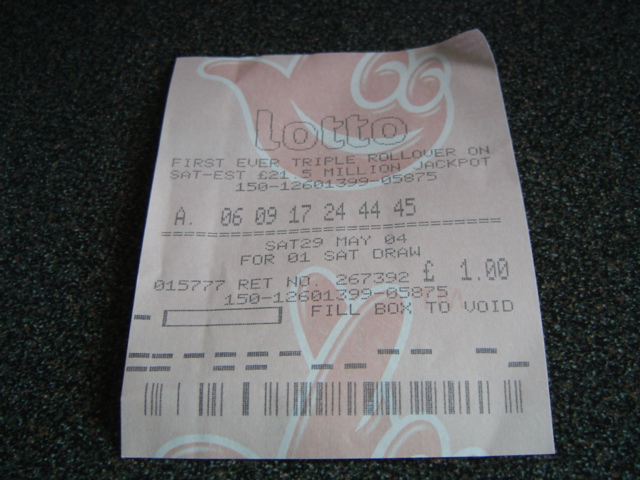 Lotto
FIRST EVER TRIPLE ROLLOVER ON
SAT-EST £21.5 MILLION JACKPOT
150-12601399-05875
A. 06 09 17 24 44 45
SAT29 MAY 04
FOR 01 SAT DRAW
015777 RET NO. 267392 £ 1.00
150-12601399-05875
FILL BOX TO VOID